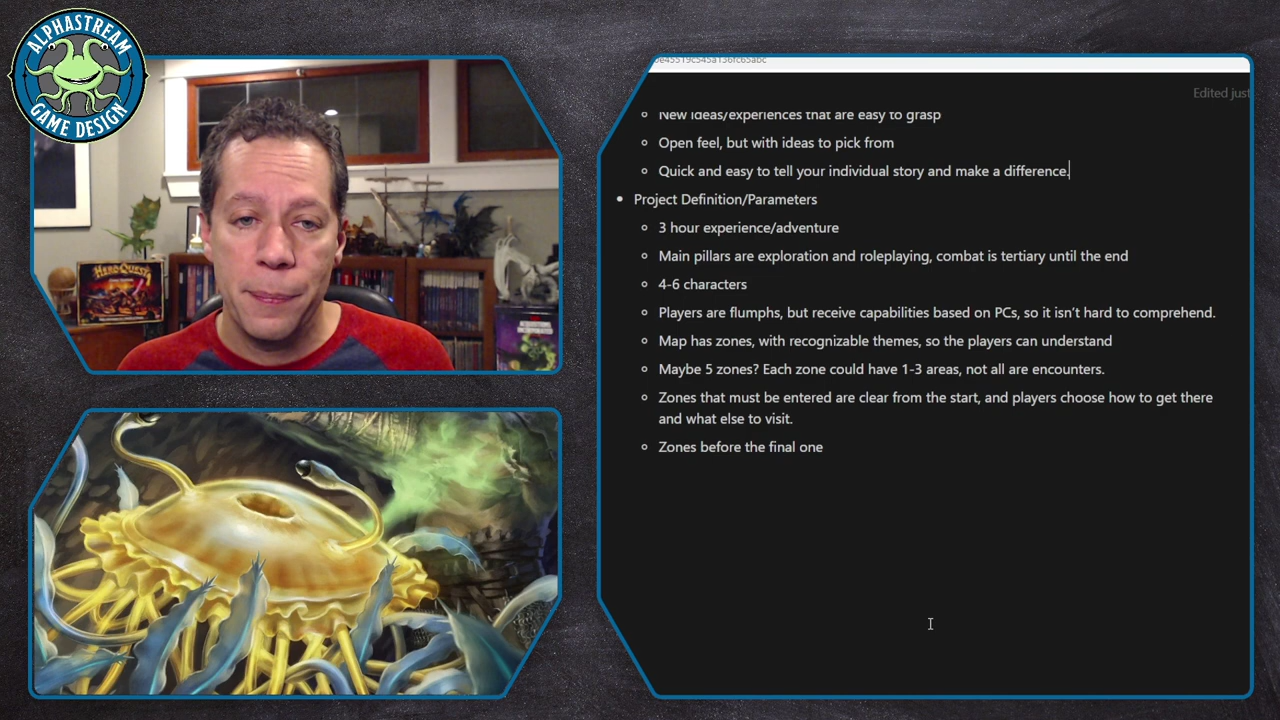 ALPHASTREAM
GAME DESIGN
HEROQUEST
Edited just
New ideas/experiences that are easy to grasp
Open feel, but with ideas to pick from
Quick and easy to tell your individual story and make a difference.
Project Definition/Parameters
3 hour experience/adventure
Main pillars are exploration and roleplaying, combat is tertiary until the end
4-6 characters
Players are flumphs, but receive capabilities based on PCs, so it isn't hard to comprehend.
Map has zones, with recognizable themes, so the players can understand
Maybe 5 zones? Each zone could have 1-3 areas, not all are encounters.
Zones that must be entered are clear from the start, and players choose how to get there
and what else to visit.
Zones before the final one